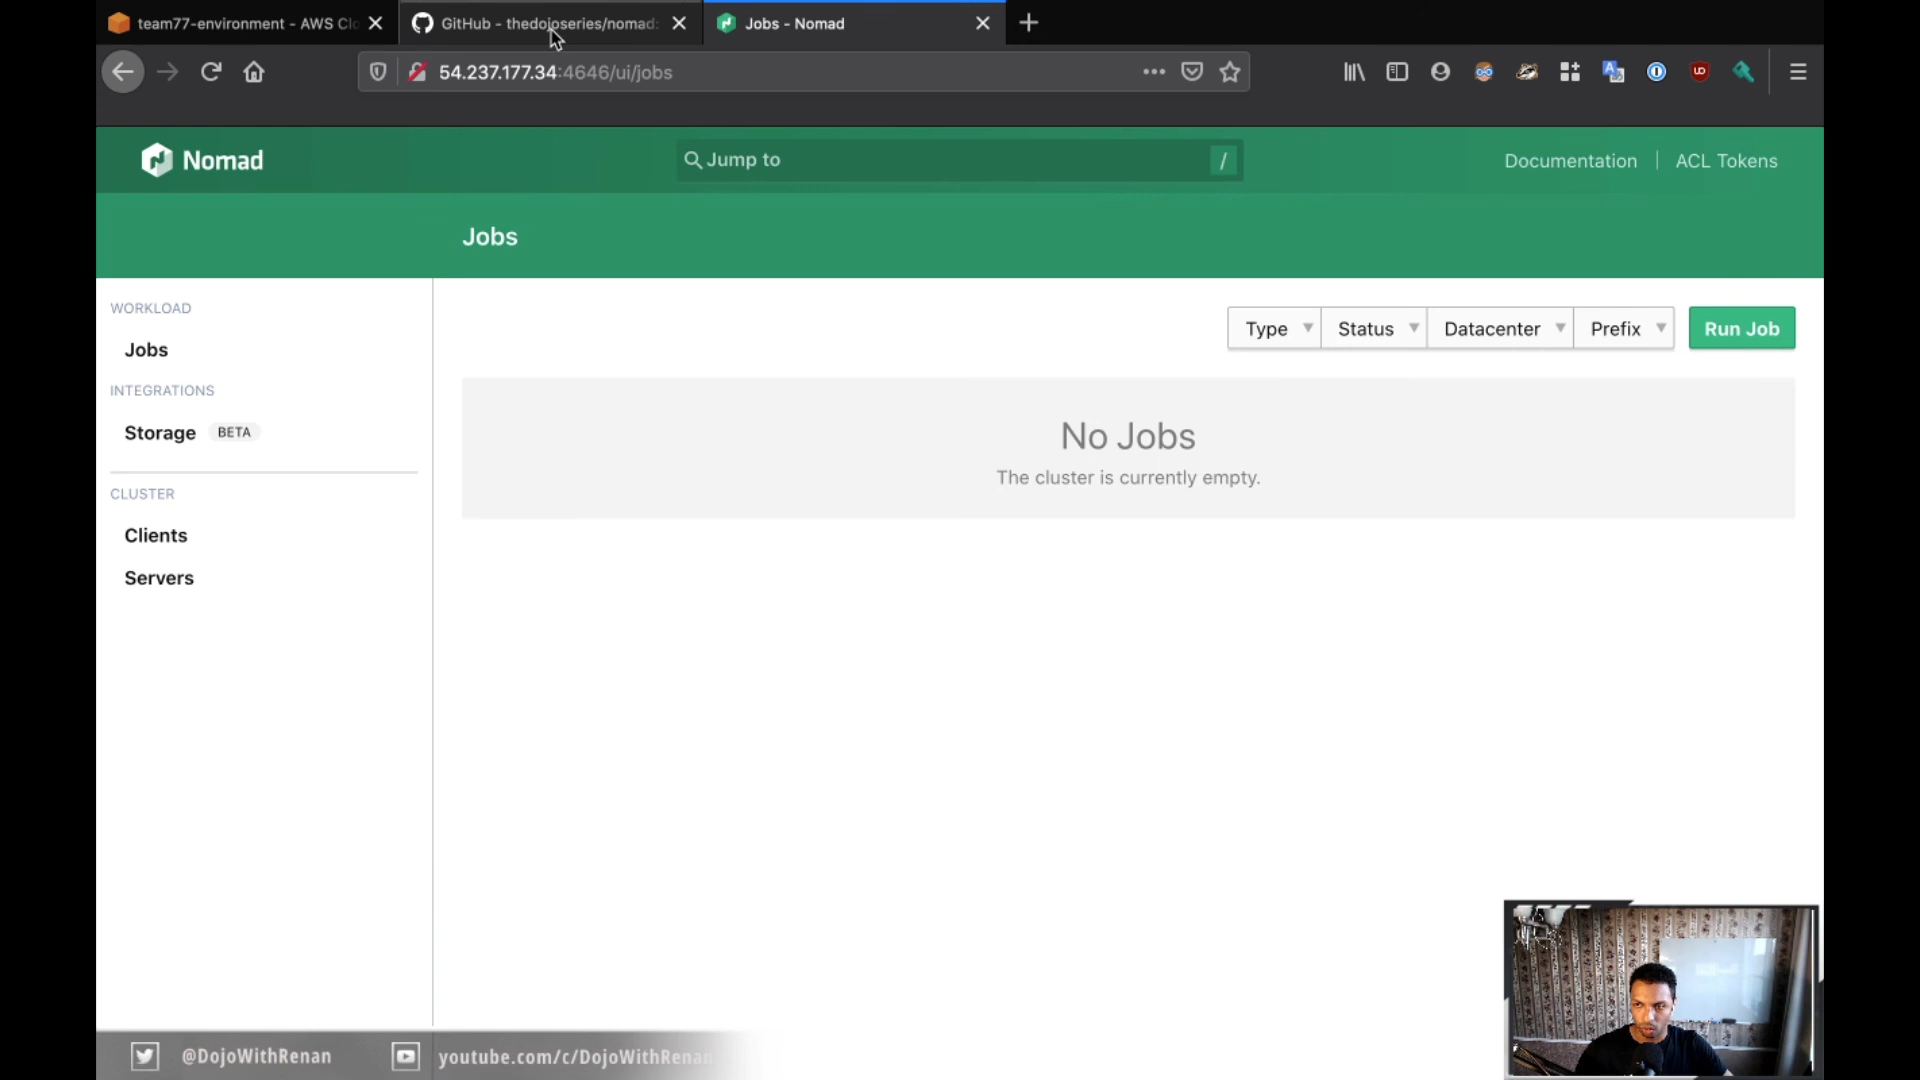 team77-environment - AWS Clo
GitHub - thedojoseries/nomad:
Jobs - Nomad
54.237.177.34:4646/ui/jobs
Nomad
Jump to
/
Documentation
ACL Tokens
Jobs
WORKLOAD
Jobs
INTEGRATIONS
Storage BETA
CLUSTER
Clients
Servers
Type
Status
Datacenter
Prefix
Run Job
No Jobs
The cluster is currently empty.
@DojoWithRenan
youtube.com/c/DojoWithRenan